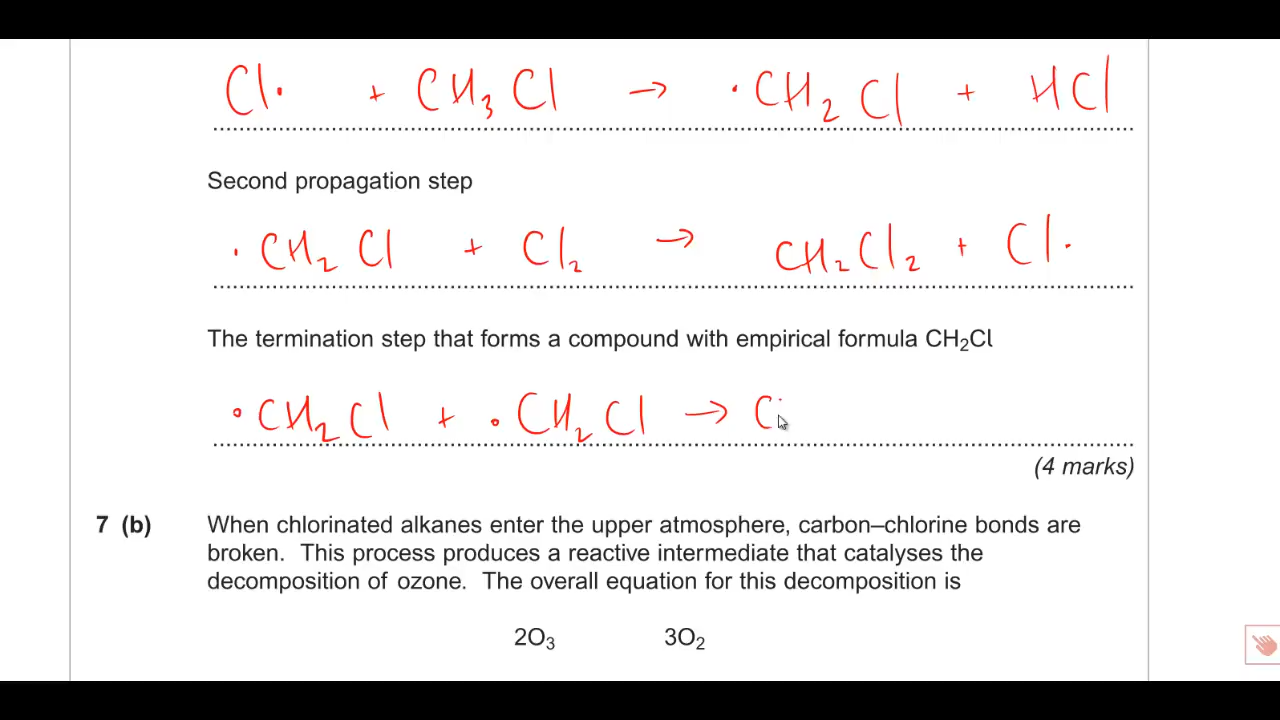 Cl· + CH₃Cl → ·CH₂Cl + HCl
Second propagation step
·CH₂Cl + Cl₂ → CH₂Cl₂ + Cl·
The termination step that forms a compound with empirical formula CH₂Cl
·CH₂Cl + ·CH₂Cl → C
(4 marks)
7 (b) When chlorinated alkanes enter the upper atmosphere, carbon–chlorine bonds are
broken. This process produces a reactive intermediate that catalyses the
decomposition of ozone. The overall equation for this decomposition is
2O₃ 3O₂